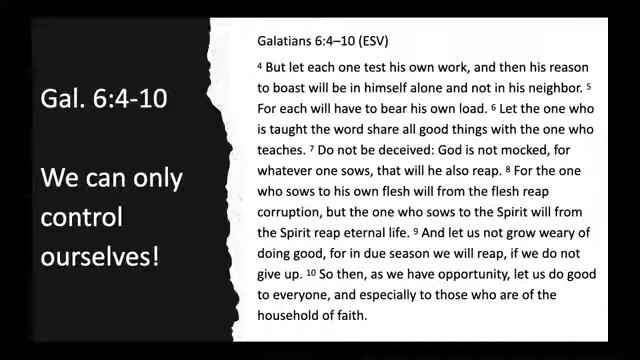 Gal. 6:4-10
We can only
control
ourselves!
Galatians 6:4–10 (ESV)
⁴ But let each one test his own work, and then his reason
to boast will be in himself alone and not in his neighbor. ⁵
For each will have to bear his own load. ⁶ Let the one who
is taught the word share all good things with the one who
teaches. ⁷ Do not be deceived: God is not mocked, for
whatever one sows, that will he also reap. ⁸ For the one
who sows to his own flesh will from the flesh reap
corruption, but the one who sows to the Spirit will from
the Spirit reap eternal life. ⁹ And let us not grow weary of
doing good, for in due season we will reap, if we do not
give up. ¹⁰ So then, as we have opportunity, let us do good
to everyone, and especially to those who are of the
household of faith.